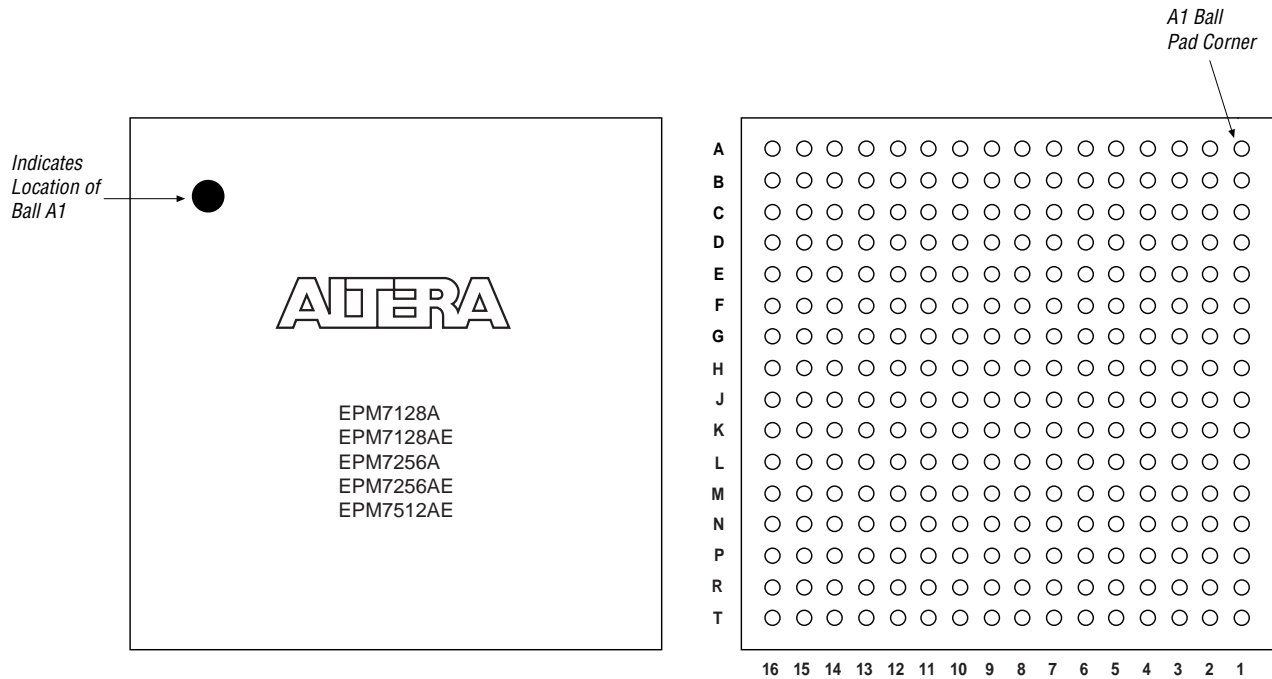 A1 Ball
Pad Corner
Indicates
Location of
Ball A1
ALTERA
EPM7128A
EPM7128AE
EPM7256A
EPM7256AE
EPM7512AE
A
B
C
D
E
F
G
H
J
K
L
M
N
P
R
T
16 15 14 13 12 11 10 9 8 7 6 5 4 3 2 1